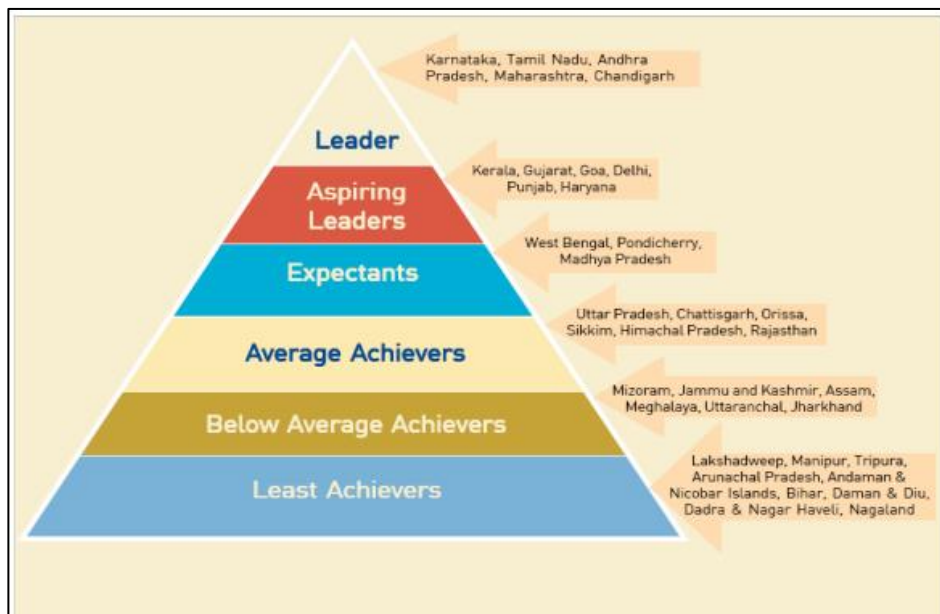 Karnataka, Tamil Nadu, Andhra
Pradesh, Maharashtra, Chandigarh
Leader
Kerala, Gujarat, Goa, Delhi,
Punjab, Haryana
Aspiring
Leaders
West Bengal, Pondicherry,
Madhya Pradesh
Expectants
Uttar Pradesh, Chattisgarh, Orissa,
Sikkim, Himachal Pradesh, Rajasthan
Average Achievers
Mizoram, Jammu and Kashmir, Assam,
Meghalaya, Uttaranchal, Jharkhand
Below Average Achievers
Lakshadweep, Manipur, Tripura,
Arunachal Pradesh, Andaman &
Nicobar Islands, Bihar, Daman & Diu,
Dadra & Nagar Haveli, Nagaland
Least Achievers